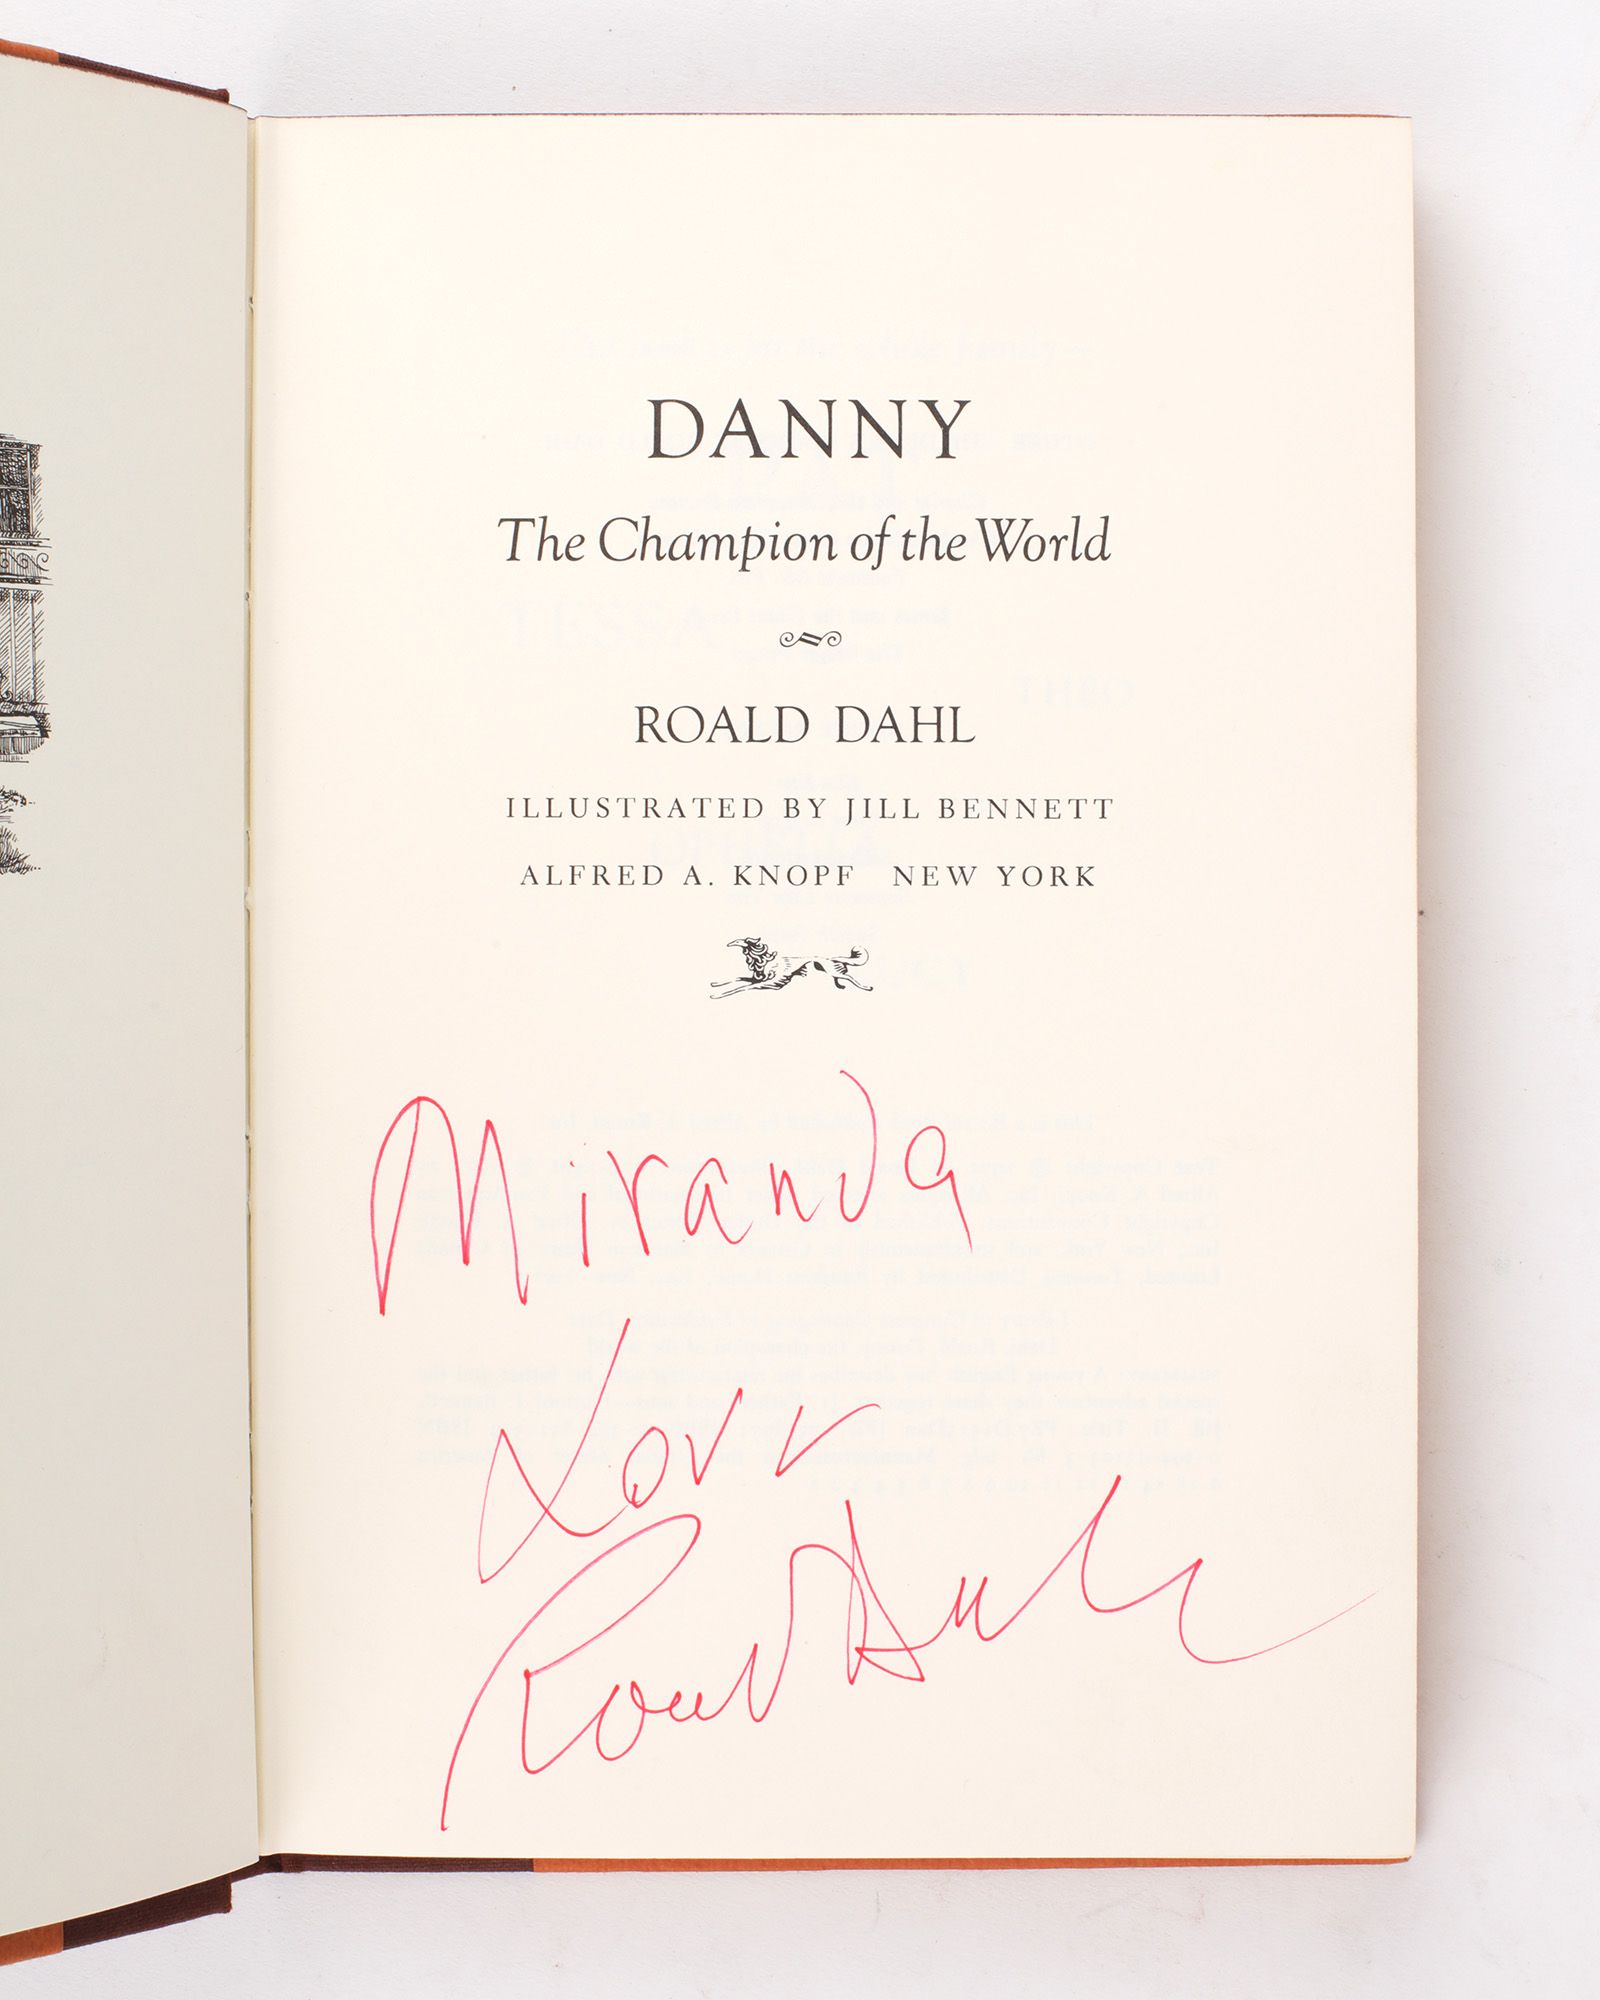 DANNY
The Champion of the World
ROALD DAHL
ILLUSTRATED BY JILL BENNETT
ALFRED A. KNOPF NEW YORK
Miranda
Love
Roald Dahl